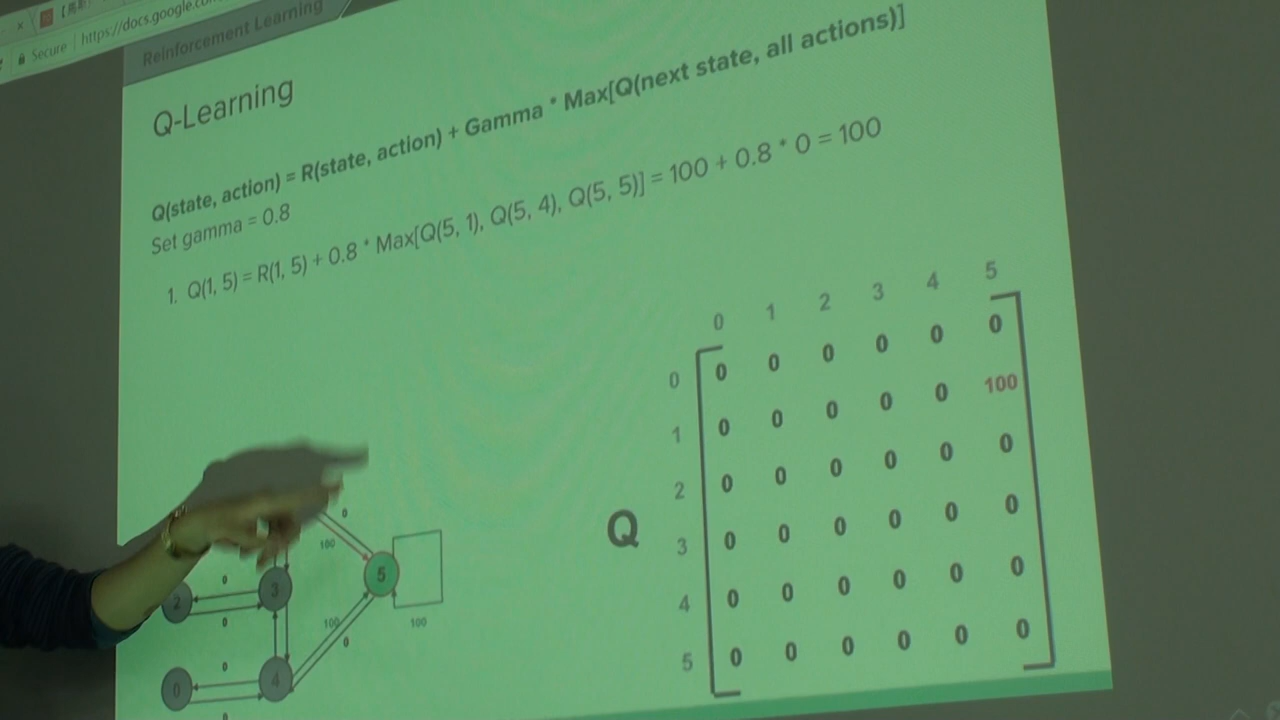 Secure https://docs.google.co
Reinforcement Learning
Q-Learning
Q(state, action) = R(state, action) + Gamma * Max[Q(next state, all actions)]
Set gamma = 0.8
1. Q(1, 5) = R(1, 5) + 0.8 * Max[Q(5, 1), Q(5, 4), Q(5, 5)] = 100 + 0.8 * 0 = 100
0 1 2 3 4 5
0 0 0 0 0 0 0
1 0 0 0 0 0 100
2 0 0 0 0 0 0
Q
3 0 0 0 0 0 0
4 0 0 0 0 0 0
5 0 0 0 0 0 0
0
100
2 0 3 5
0
100 0 100
0 0 4